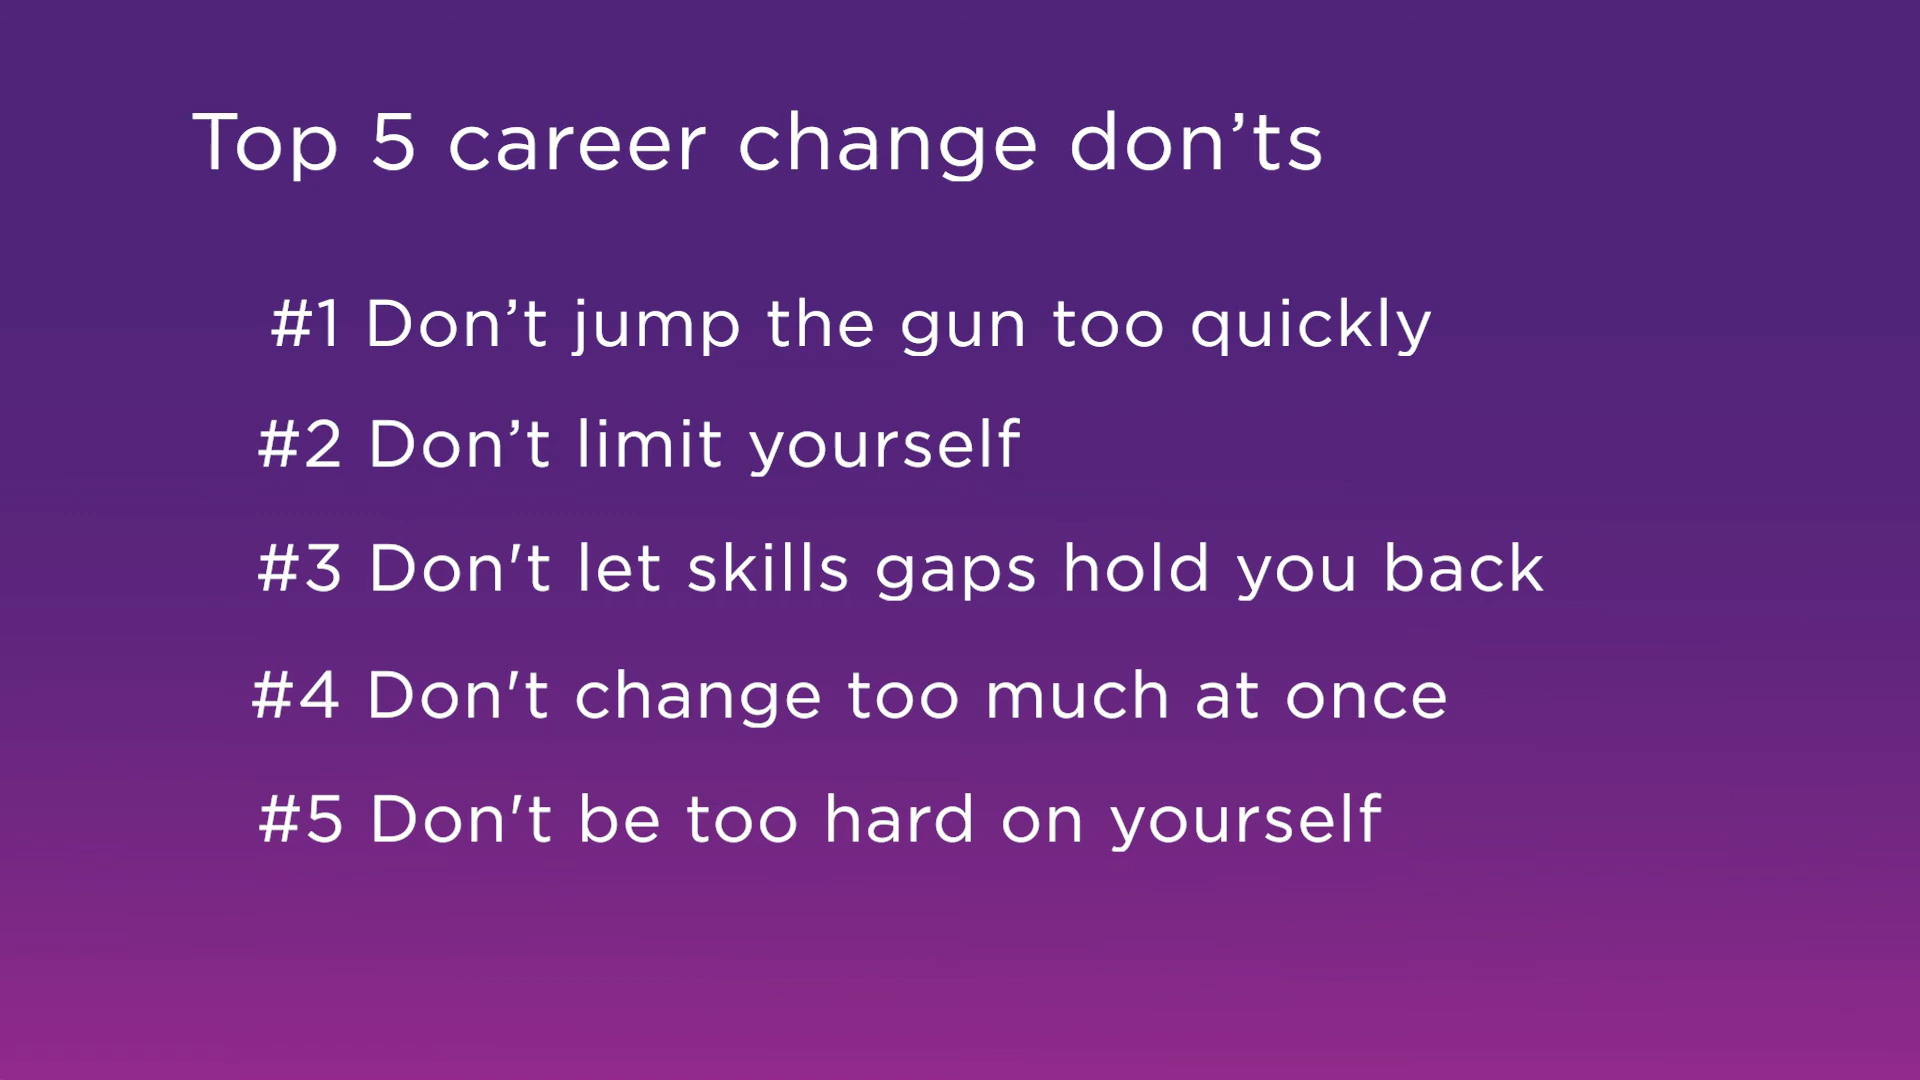 Top 5 career change don’ts
#1 Don’t jump the gun too quickly
#2 Don’t limit yourself
#3 Don't let skills gaps hold you back
#4 Don't change too much at once
#5 Don't be too hard on yourself